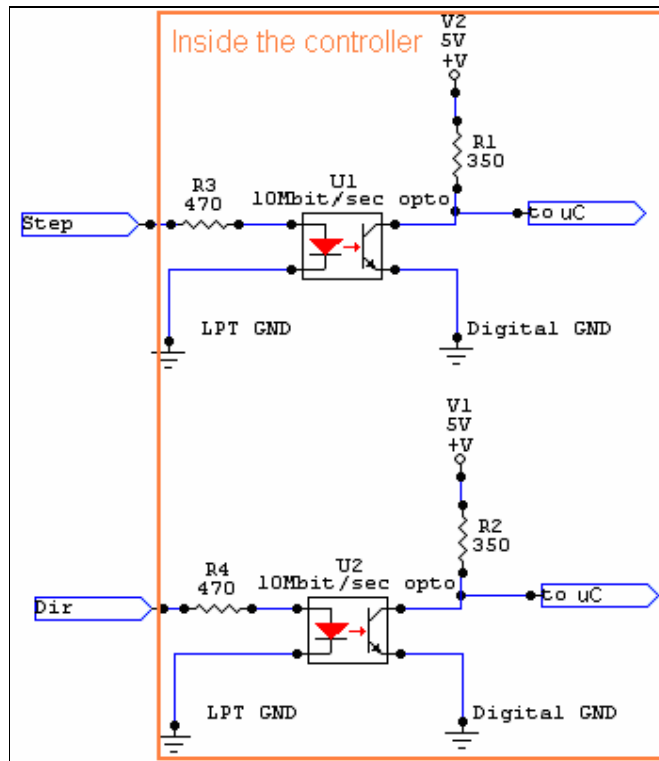 Inside the controller
V2
5V
+V
R1
350
U1
R3
470
10Mbit/sec opto
Step
to uC
LPT GND
Digital GND
V1
5V
+V
R2
350
U2
R4
470
10Mbit/sec opto
Dir
to uC
LPT GND
Digital GND